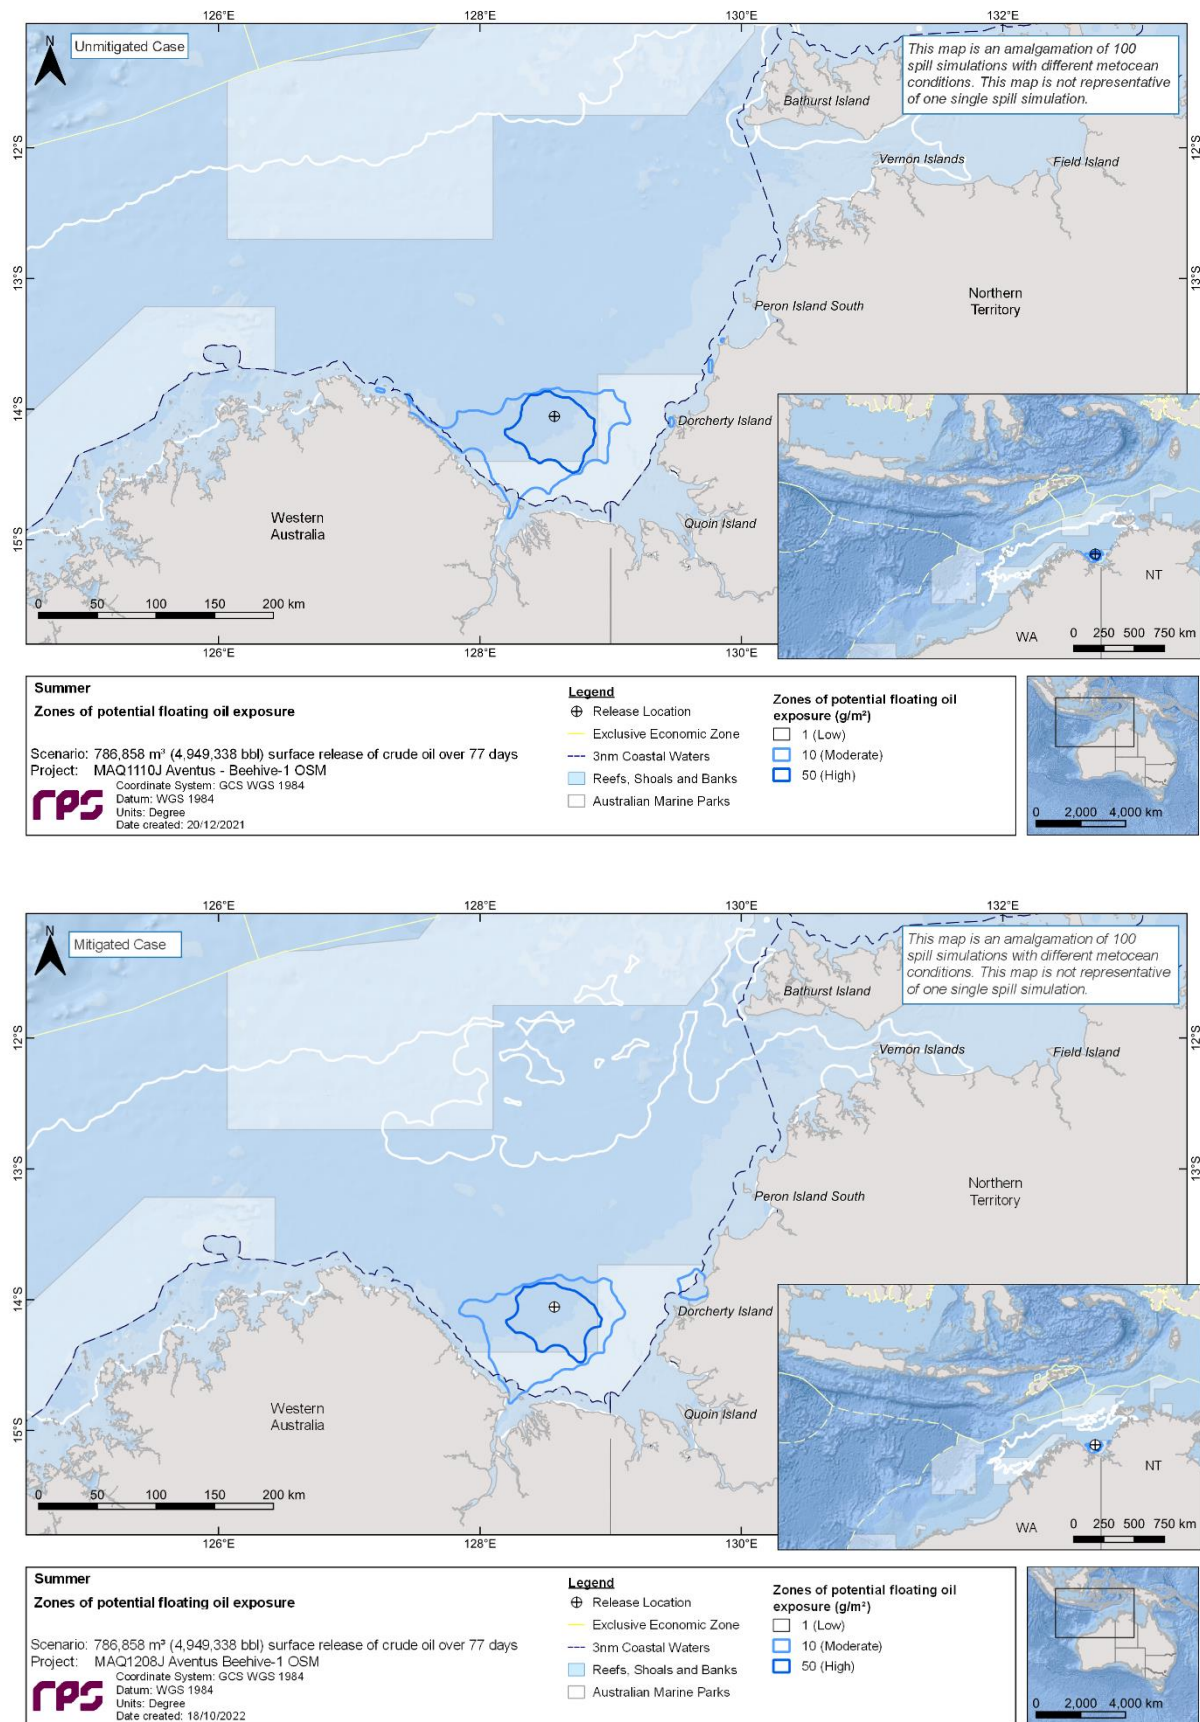 126°E
128°E
130°E
132°E
N
Unmitigated Case
This map is an amalgamation of 100
spill simulations with different metocean
conditions. This map is not representative
of one single spill simulation.
Bathurst Island
12°S
12°S
Vernon Islands
Field Island
13°S
13°S
Peron Island South
Northern
Territory
14°S
Dorcherty Island
Western
Australia
Quoin Island
15°S
NT
WA
0 50 100 150 200 km
0 250 500 750 km
126°E
128°E
130°E
Summer
Zones of potential floating oil exposure
Scenario: 786,858 m³ (4,949,338 bbl) surface release of crude oil over 77 days
Project: MAQ1110J Aventus - Beehive-1 OSM
rps
Coordinate System: GCS WGS 1984
Datum: WGS 1984
Units: Degree
Date created: 20/12/2021
Legend
Release Location
Exclusive Economic Zone
3nm Coastal Waters
Reefs, Shoals and Banks
Australian Marine Parks
Zones of potential floating oil
exposure (g/m²)
1 (Low)
10 (Moderate)
50 (High)
0 2,000 4,000 km
126°E
128°E
130°E
132°E
N
Mitigated Case
This map is an amalgamation of 100
spill simulations with different metocean
conditions. This map is not representative
of one single spill simulation.
Bathurst Island
12°S
12°S
Vernon Islands
Field Island
13°S
13°S
Peron Island South
Northern
Territory
14°S
Dorcherty Island
Western
Australia
Quoin Island
15°S
NT
WA
0 50 100 150 200 km
0 250 500 750 km
126°E
128°E
130°E
Summer
Zones of potential floating oil exposure
Scenario: 786,858 m³ (4,949,338 bbl) surface release of crude oil over 77 days
Project: MAQ1208J Aventus Beehive-1 OSM
rps
Coordinate System: GCS WGS 1984
Datum: WGS 1984
Units: Degree
Date created: 18/10/2022
Legend
Release Location
Exclusive Economic Zone
3nm Coastal Waters
Reefs, Shoals and Banks
Australian Marine Parks
Zones of potential floating oil
exposure (g/m²)
1 (Low)
10 (Moderate)
50 (High)
0 2,000 4,000 km